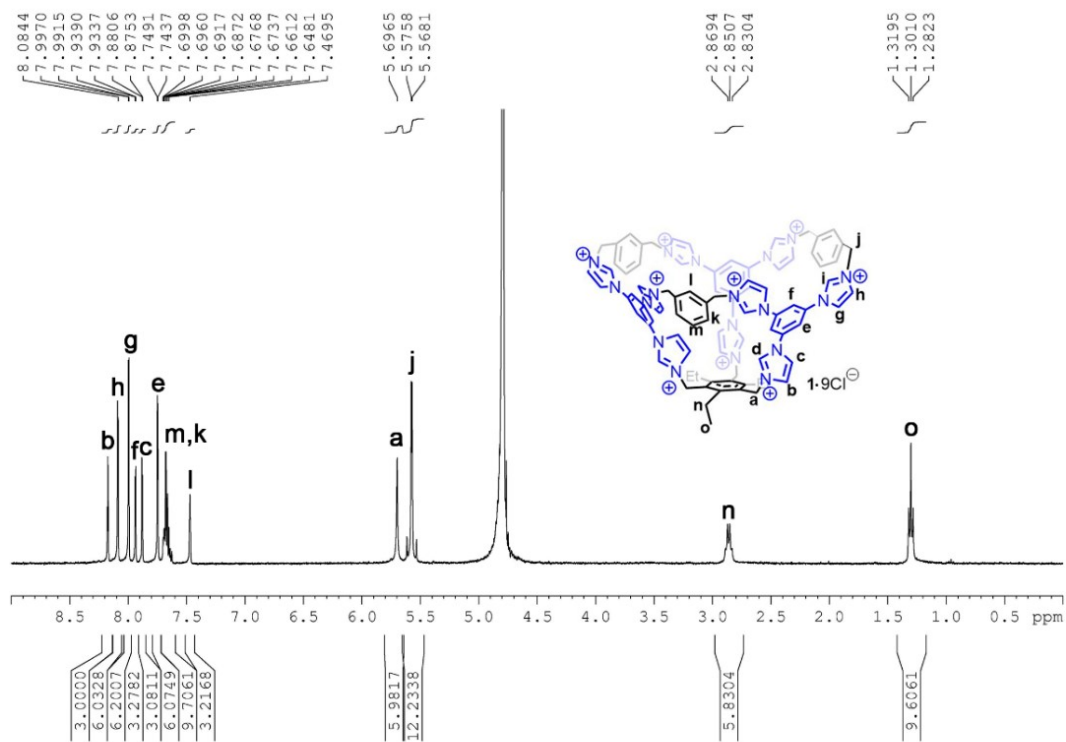 8.0844
7.9970
7.9915
7.9390
7.9337
7.8806
7.8753
7.7491
7.7437
7.6998
7.6960
7.6917
7.6872
7.6768
7.6737
7.6612
7.6481
7.4695
5.6965
5.5758
5.5681
2.8694
2.8507
2.8304
1.3195
1.3010
1.2823
b
h
g
f
c
e
m,k
l
a
j
n
o
j
i
h
g
f
e
l
k
m
d
c
b
a
Et
n
o
1·9Cl⊖
8.5 8.0 7.5 7.0 6.5 6.0 5.5 5.0 4.5 4.0 3.5 3.0 2.5 2.0 1.5 1.0 0.5 ppm
3.0000
6.0328
6.2007
3.2782
3.0811
6.0749
9.7061
3.2168
5.9817
12.2338
5.8304
9.6061